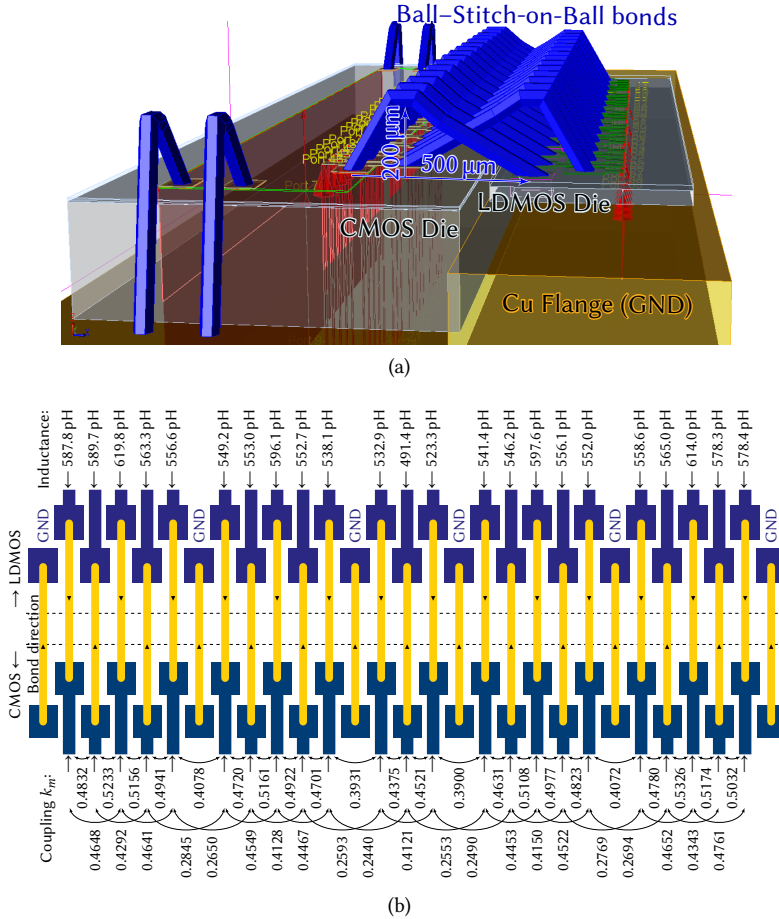 Ball–Stitch-on-Ball bonds
200 µm
500 µm
Port 7
CMOS Die
LDMOS Die
Cu Flange (GND)
(a)
Inductance:
587.8 pH
589.7 pH
619.8 pH
563.3 pH
556.6 pH
549.2 pH
553.0 pH
596.1 pH
552.7 pH
538.1 pH
532.9 pH
491.4 pH
523.3 pH
541.4 pH
546.2 pH
597.6 pH
556.1 pH
552.0 pH
558.6 pH
565.0 pH
614.0 pH
578.3 pH
578.4 pH
GND
GND
GND
GND
GND
GND
CMOS ← → LDMOS
Bond direction
Coupling kₘ:
0.4832
0.5233
0.5156
0.4941
0.4078
0.4720
0.5161
0.4922
0.4701
0.3931
0.4375
0.4521
0.3900
0.4631
0.5108
0.4977
0.4823
0.4072
0.4780
0.5326
0.5174
0.5032
0.4648
0.4292
0.4641
0.2845
0.2650
0.4549
0.4128
0.4467
0.2593
0.2440
0.4121
0.2553
0.2490
0.4453
0.4150
0.4522
0.2769
0.2694
0.4652
0.4343
0.4761
(b)